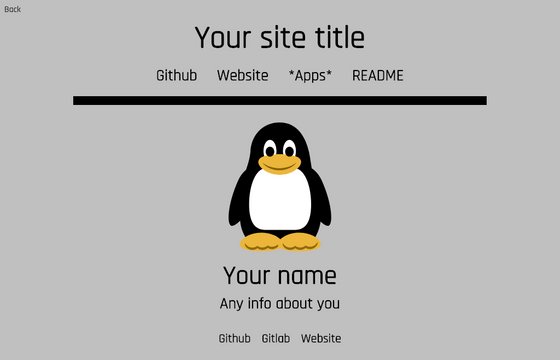 Back
Your site title
Github Website *Apps* README
Your name
Any info about you
Github Gitlab Website